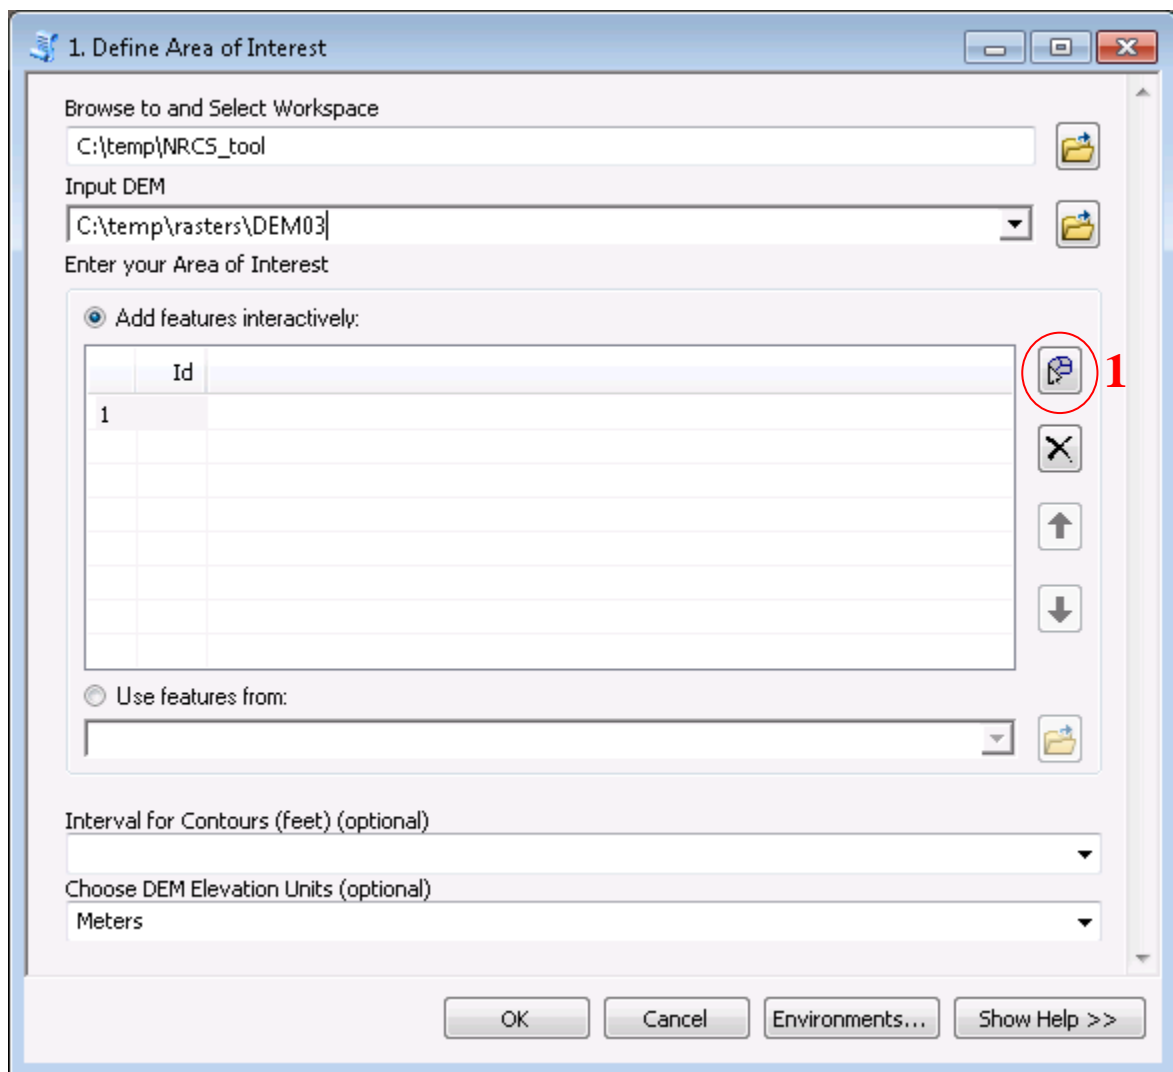 1. Define Area of Interest
Browse to and Select Workspace
C:\temp\NRCS_tool
Input DEM
C:\temp\rasters\DEM03
Enter your Area of Interest
Add features interactively:
Id
1
1
Use features from:
Interval for Contours (feet) (optional)
Choose DEM Elevation Units (optional)
Meters
OK Cancel Environments... Show Help >>